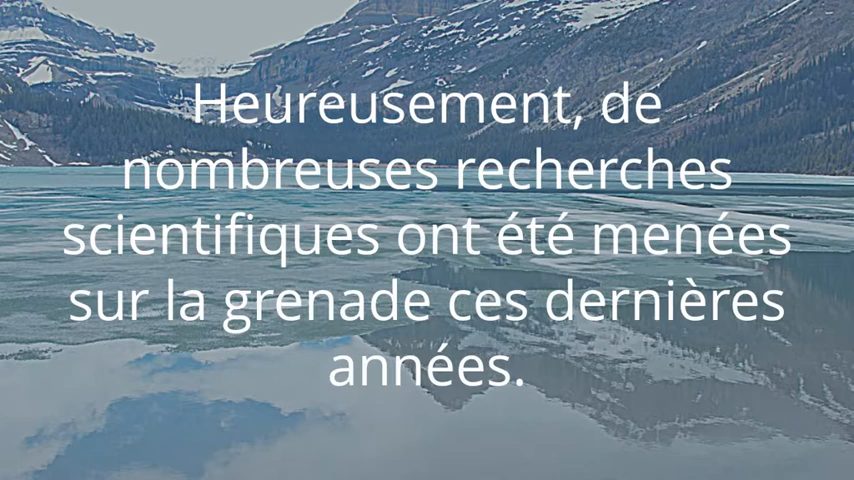 Heureusement, de
nombreuses recherches
scientifiques ont été menées
sur la grenade ces dernières
années.